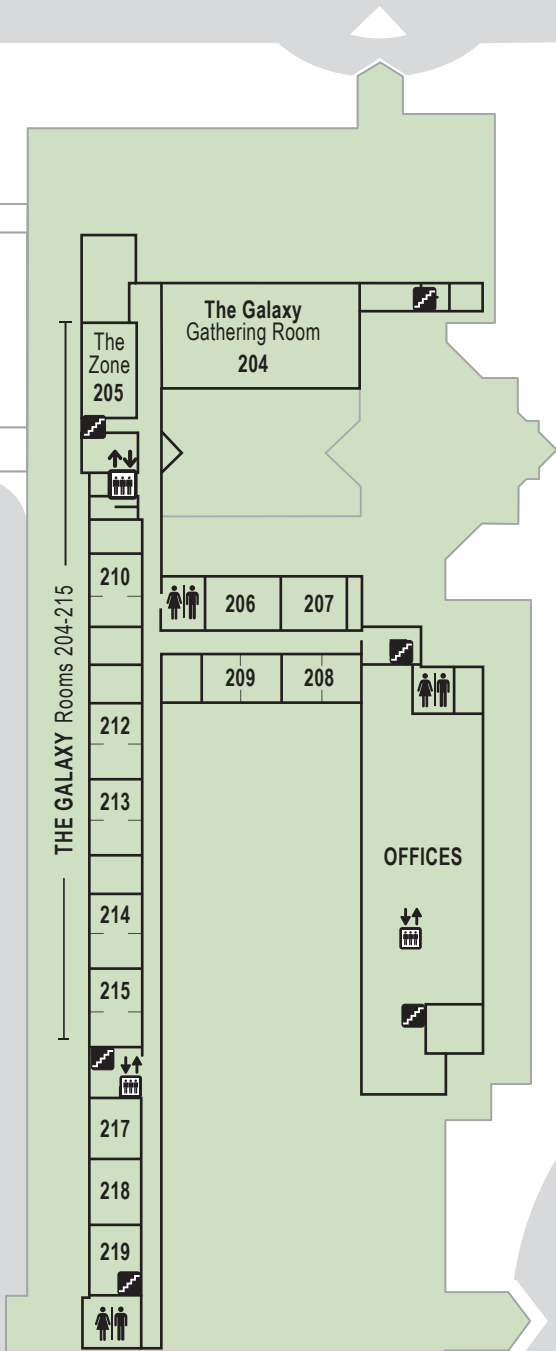 The Galaxy
Gathering Room
204
The
Zone
205
THE GALAXY Rooms 204-215
210
206
207
209
208
212
213
OFFICES
214
215
217
218
219